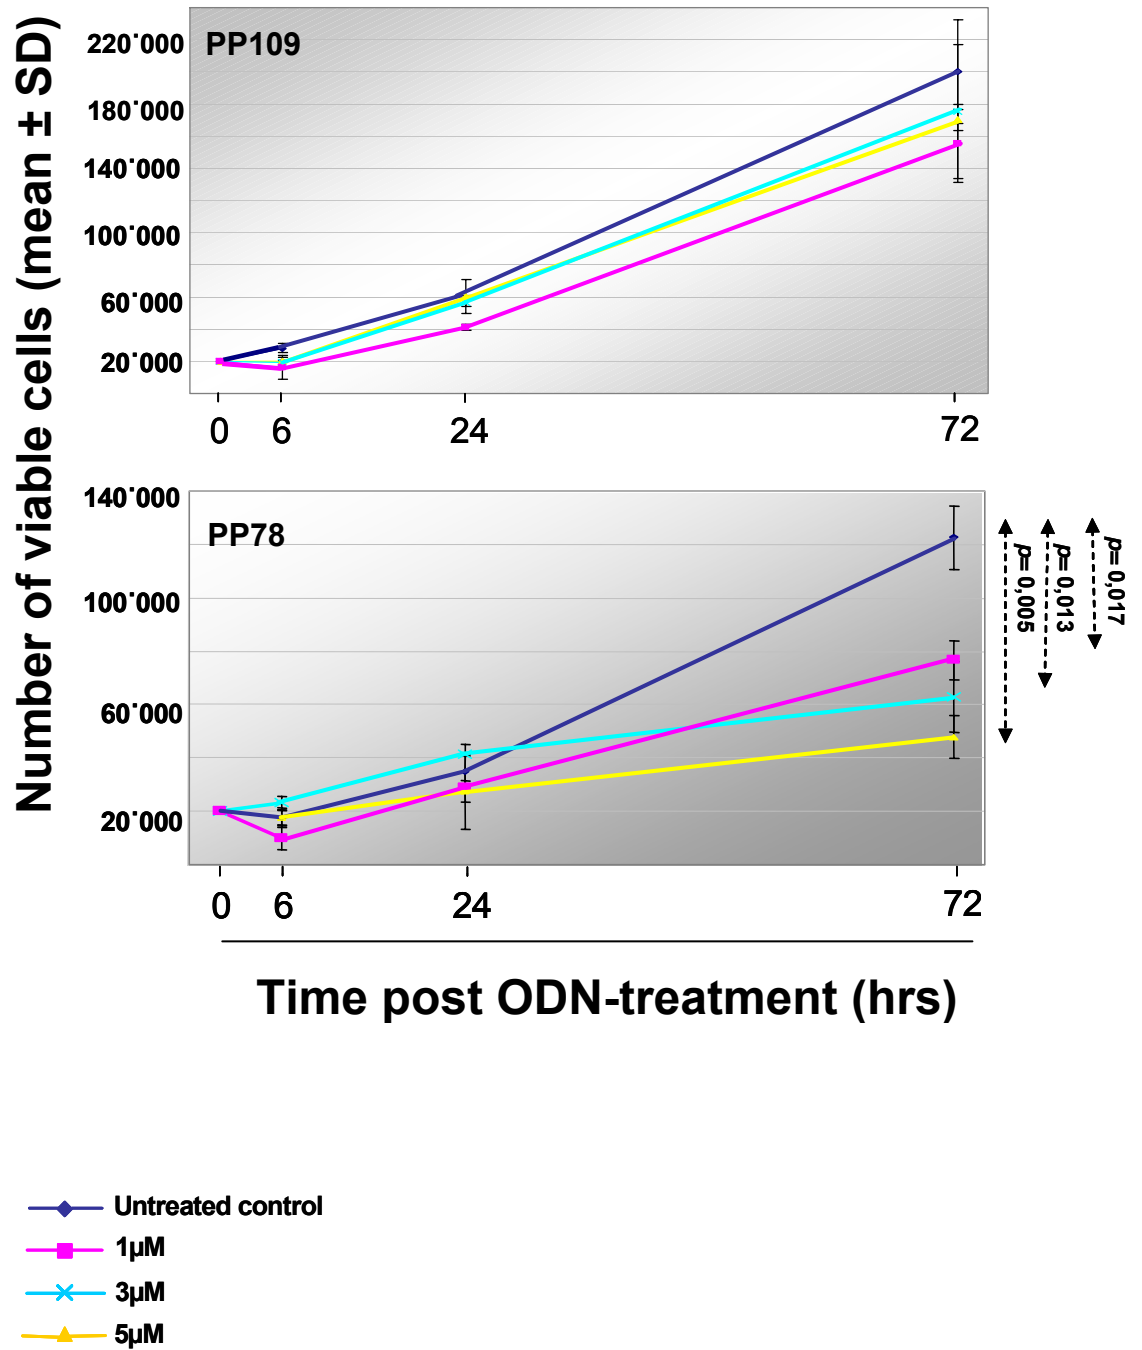 Number of viable cells (mean ± SD)
PP109
220˙000
180˙000
140˙000
100˙000
60˙000
20˙000
0 6 24 72
PP78
140˙000
100˙000
60˙000
20˙000
0 6 24 72
p= 0,005
p= 0,013
p= 0,017
Time post ODN-treatment (hrs)
Untreated control
1µM
3µM
5µM